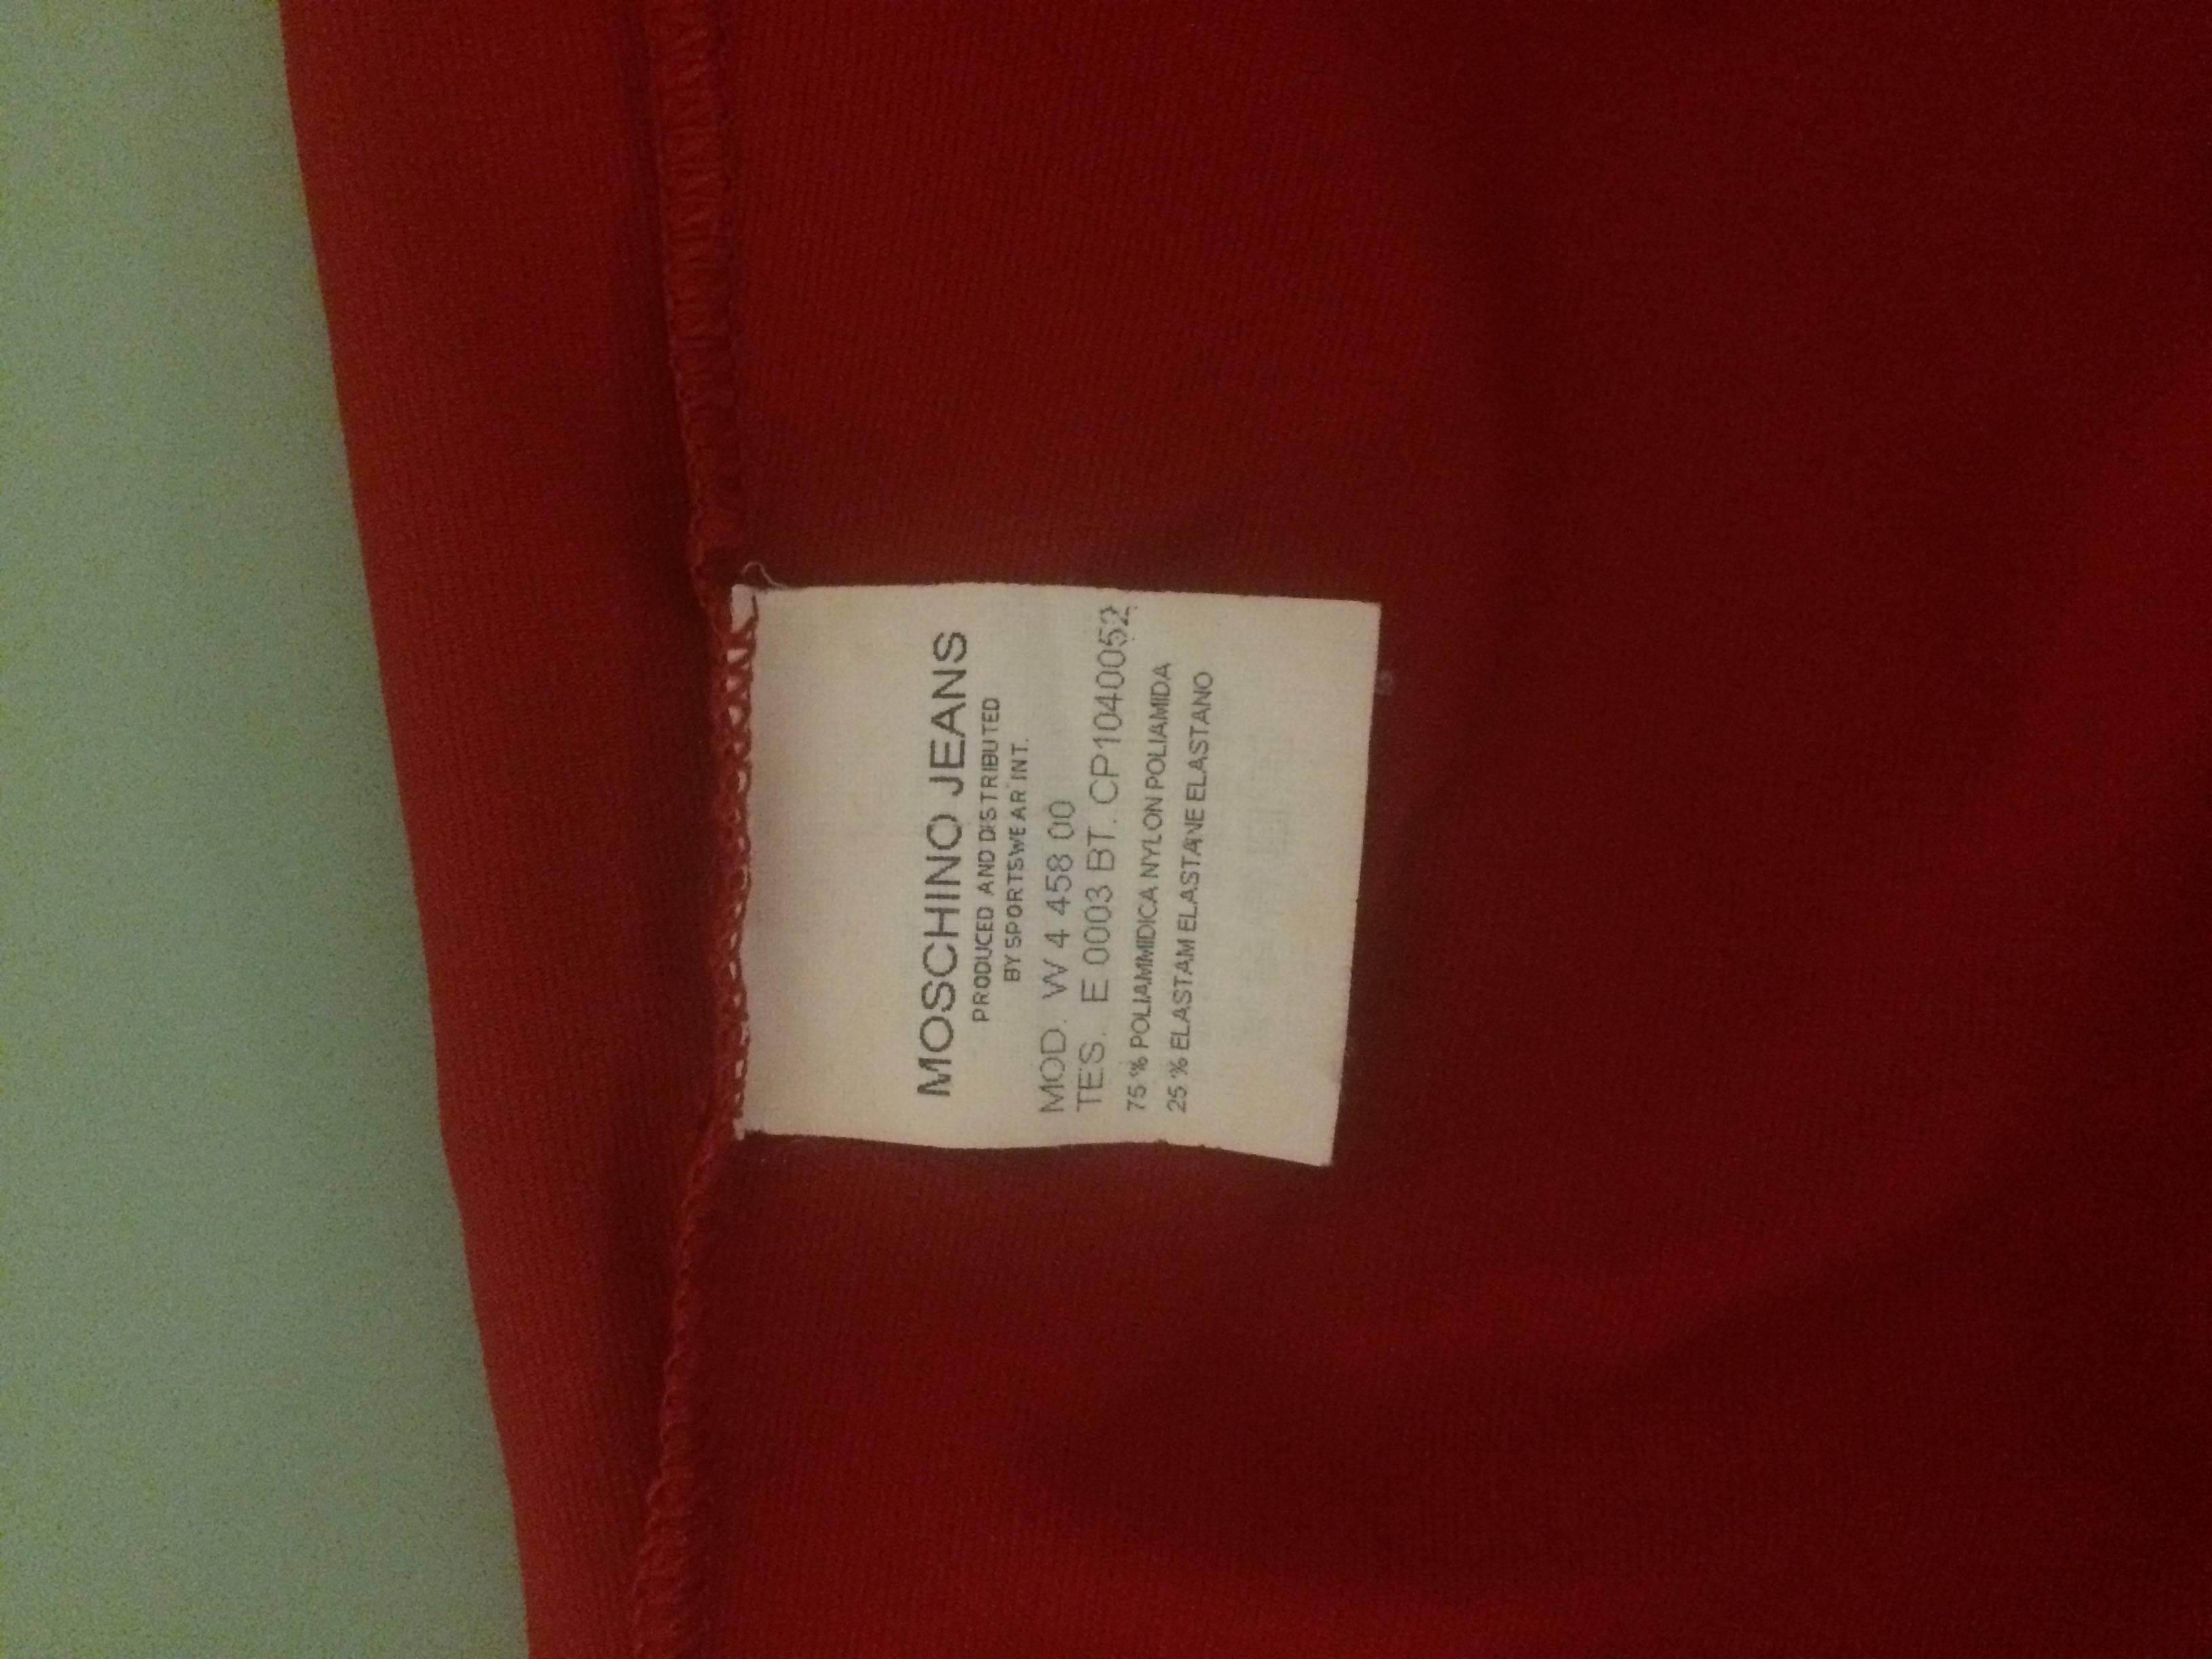 MOSCHINO JEANS
PRODUCED AND DISTRIBUTED
BY SPORTSWEAR INT.
MOD. W 4 458 00
TES. E 0003 BT. CP1040052
75 % POLIAMMIDICA NYLON POLIAMIDA
25 % ELASTAM ELASTANE ELASTANO